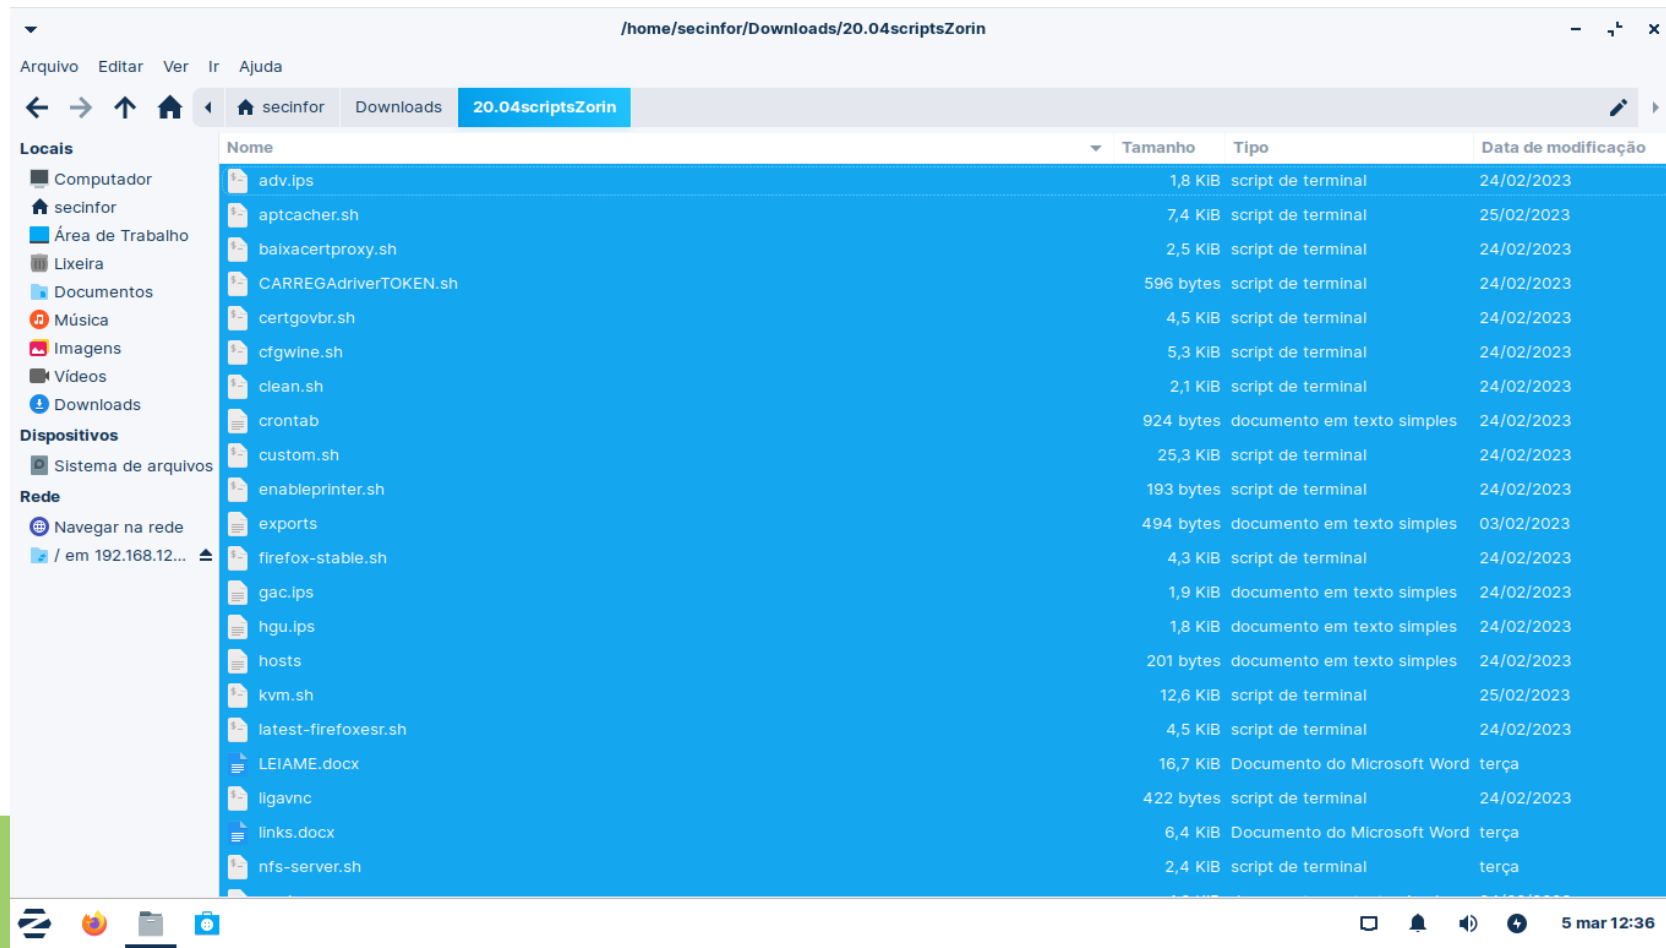 /home/secinfor/Downloads/20.04scriptsZorin
Arquivo Editar Ver Ir Ajuda
secinfor Downloads 20.04scriptsZorin
Locais
Computador
secinfor
Área de Trabalho
Lixeira
Documentos
Música
Imagens
Vídeos
Downloads
Dispositivos
Sistema de arquivos
Rede
Navegar na rede
/ em 192.168.12...
Nome Tamanho Tipo Data de modificação
adv.ips 1,8 KiB script de terminal 24/02/2023
aptcacher.sh 7,4 KiB script de terminal 25/02/2023
baixacertproxy.sh 2,5 KiB script de terminal 24/02/2023
CARREGAdriverTOKEN.sh 596 bytes script de terminal 24/02/2023
certgovbr.sh 4,5 KiB script de terminal 24/02/2023
cfgwine.sh 5,3 KiB script de terminal 24/02/2023
clean.sh 2,1 KiB script de terminal 24/02/2023
crontab 924 bytes documento em texto simples 24/02/2023
custom.sh 25,3 KiB script de terminal 24/02/2023
enableprinter.sh 193 bytes script de terminal 24/02/2023
exports 494 bytes documento em texto simples 03/02/2023
firefox-stable.sh 4,3 KiB script de terminal 24/02/2023
gac.ips 1,9 KiB documento em texto simples 24/02/2023
hgu.ips 1,8 KiB documento em texto simples 24/02/2023
hosts 201 bytes documento em texto simples 24/02/2023
kvm.sh 12,6 KiB script de terminal 25/02/2023
latest-firefoxesr.sh 4,5 KiB script de terminal 24/02/2023
LEIAME.docx 16,7 KiB Documento do Microsoft Word terça
ligavnc 422 bytes script de terminal 24/02/2023
links.docx 6,4 KiB Documento do Microsoft Word terça
nfs-server.sh 2,4 KiB script de terminal terça
5 mar 12:36